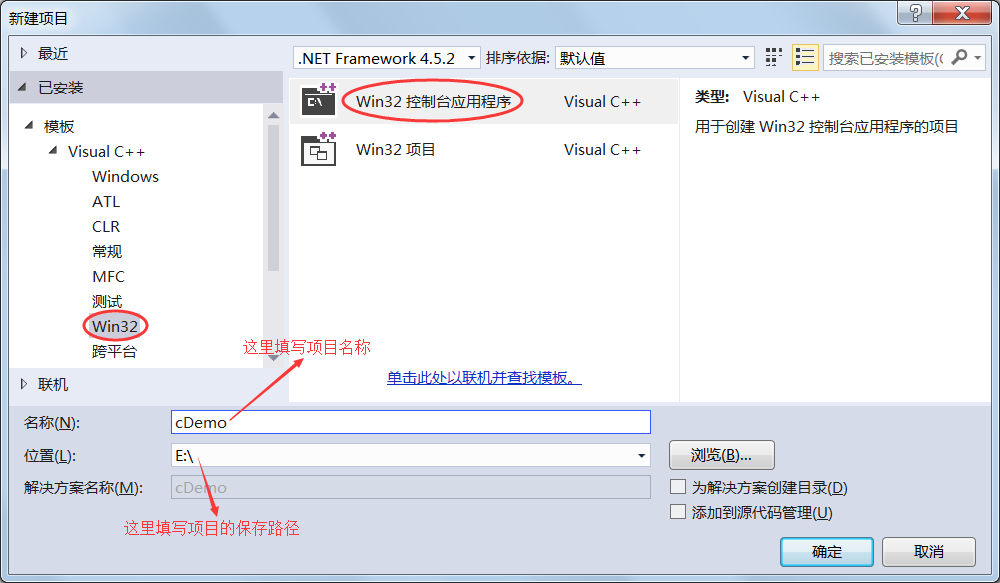 新建项目
最近
.NET Framework 4.5.2 排序依据: 默认值 搜索已安装模板(
已安装
模板
Visual C++
Windows
ATL
CLR
常规
MFC
测试
Win32
跨平台
联机
Win32 控制台应用程序 Visual C++
Win32 项目 Visual C++
类型: Visual C++
用于创建 Win32 控制台应用程序的项目
这里填写项目名称
单击此处以联机并查找模板。
名称(N): cDemo
位置(L): E:\ 浏览(B)...
解决方案名称(M): cDemo 为解决方案创建目录(D)
添加到源代码管理(U)
这里填写项目的保存路径
确定 取消